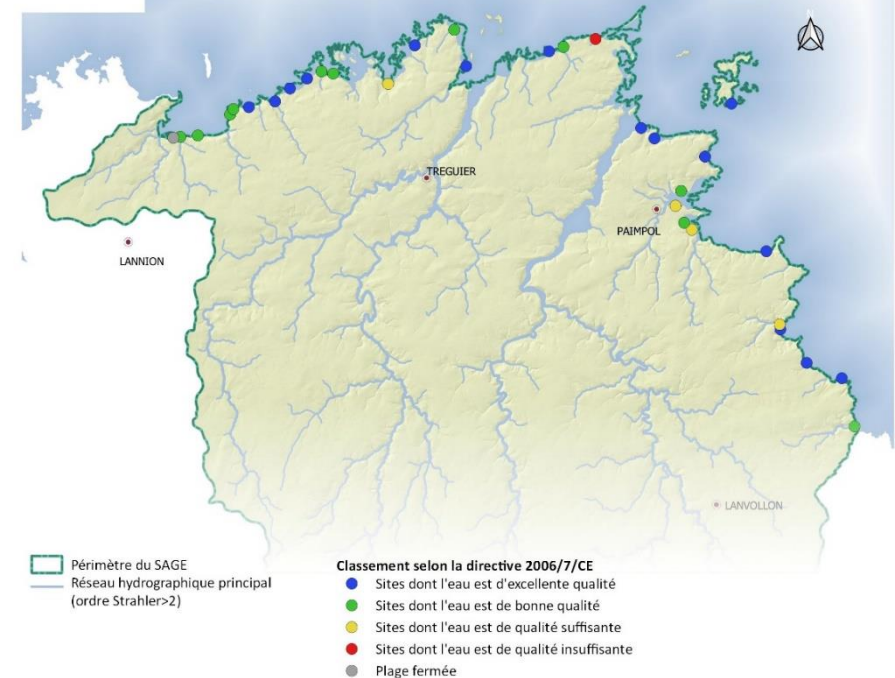 TREGUIER
PAIMPOL
LANNION
LANVOLLON
Périmètre du SAGE
Réseau hydrographique principal
(ordre Strahler>2)
Classement selon la directive 2006/7/CE
Sites dont l'eau est d'excellente qualité
Sites dont l'eau est de bonne qualité
Sites dont l'eau est de qualité suffisante
Sites dont l'eau est de qualité insuffisante
Plage fermée